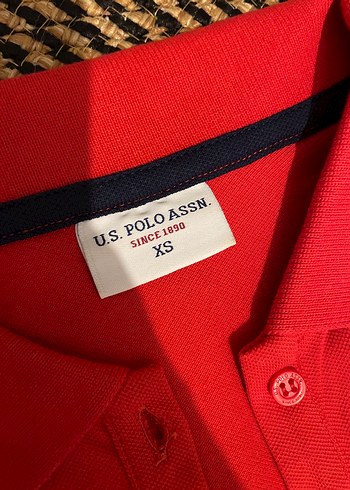 U.S. POLO ASSN.
SINCE 1890
XS